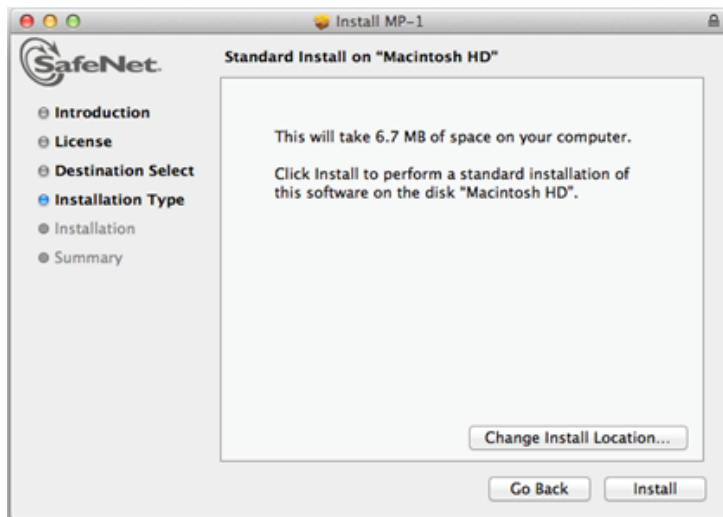 Install MP-1
SafeNet.
Standard Install on "Macintosh HD"
Introduction
License
Destination Select
Installation Type
Installation
Summary
This will take 6.7 MB of space on your computer.
Click Install to perform a standard installation of
this software on the disk "Macintosh HD".
Change Install Location...
Go Back
Install